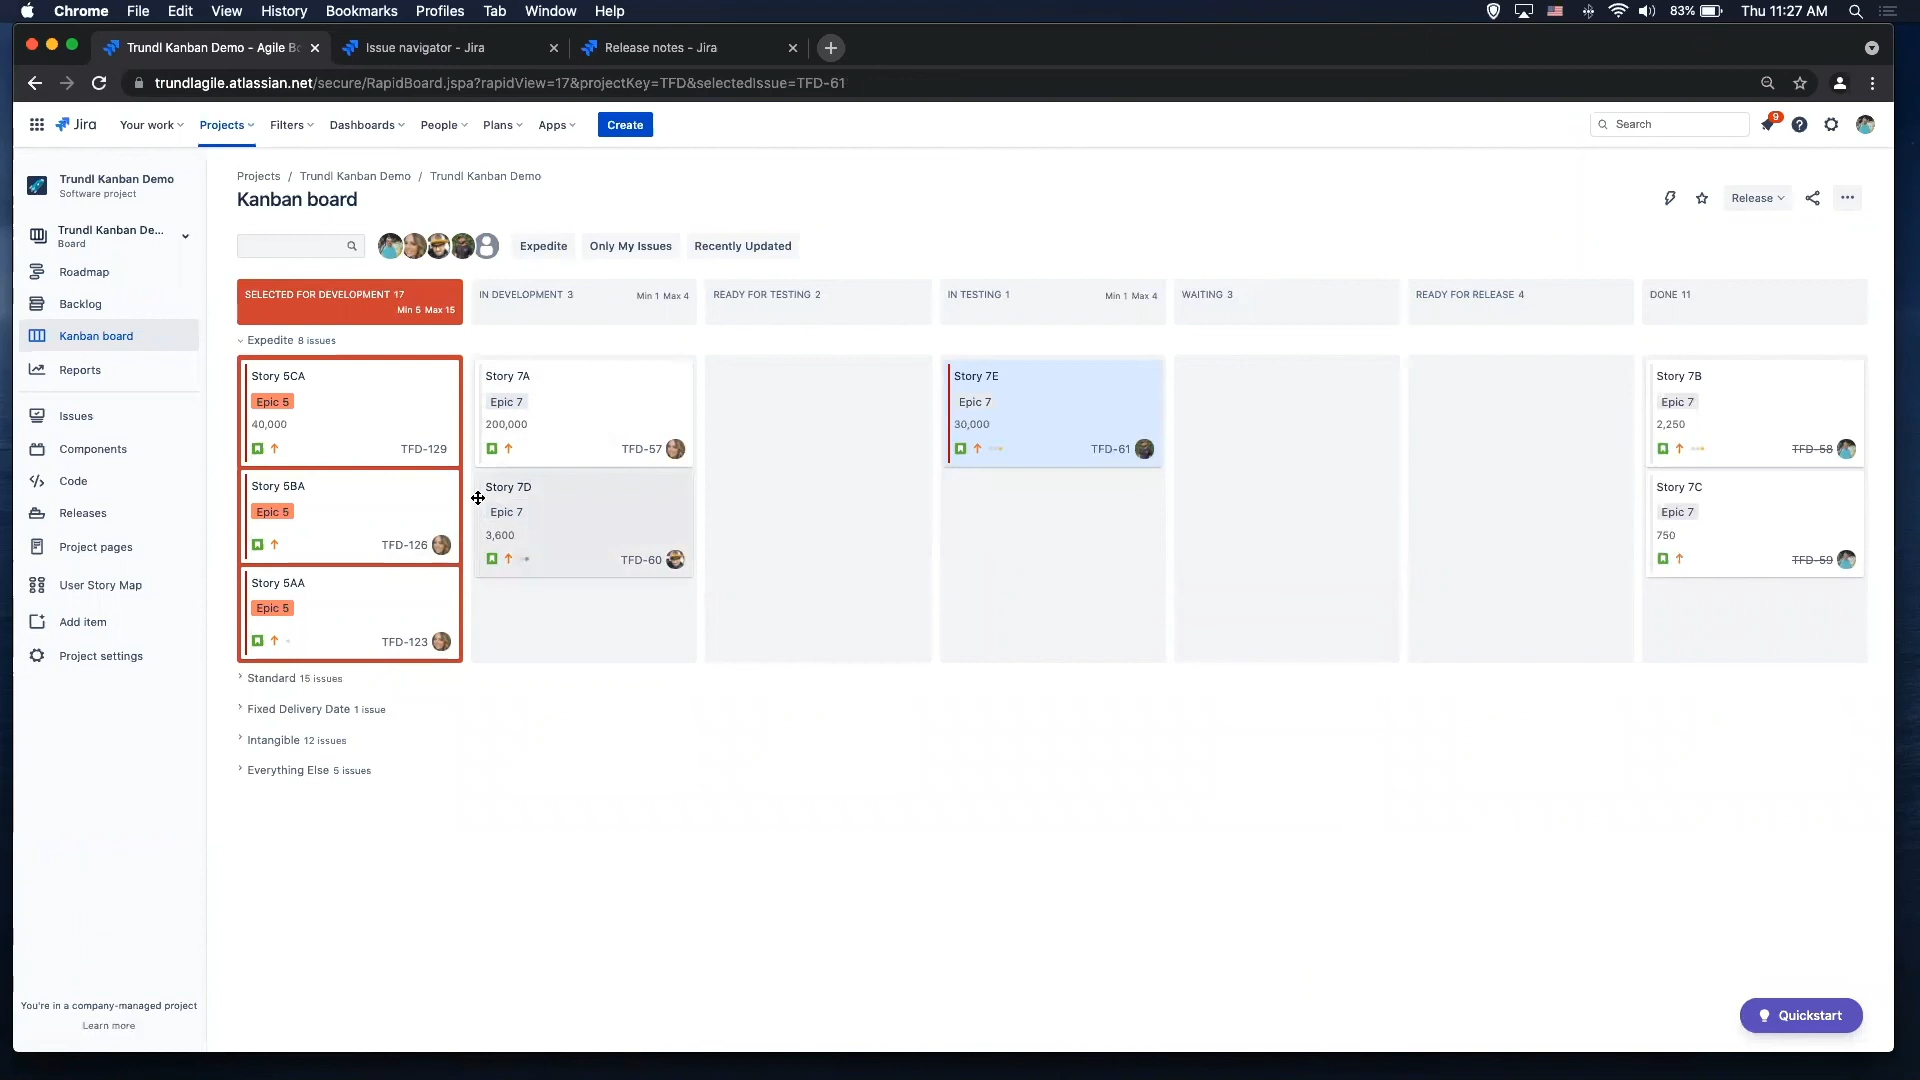 Chrome File Edit View History Bookmarks Profiles Tab Window Help 83% Thu 11:27 AM
Trundl Kanban Demo - Agile Bo Issue navigator - Jira Release notes - Jira
trundlagile.atlassian.net/secure/RapidBoard.jspa?rapidView=17&projectKey=TFD&selectedIssue=TFD-61
Jira Your work Projects Filters Dashboards People Plans Apps Create Search 9
Trundl Kanban Demo
Software project
Trundl Kanban De...
Board
Roadmap
Backlog
Kanban board
Reports
Issues
Components
Code
Releases
Project pages
User Story Map
Add item
Project settings
You're in a company-managed project
Learn more
Projects / Trundl Kanban Demo / Trundl Kanban Demo
Kanban board
Release
Expedite Only My Issues Recently Updated
SELECTED FOR DEVELOPMENT 17
Min 5 Max 15
IN DEVELOPMENT 3 Min 1 Max 4
READY FOR TESTING 2
IN TESTING 1 Min 1 Max 4
WAITING 3
READY FOR RELEASE 4
DONE 11
Expedite 8 issues
Story 5CA
Epic 5
40,000
TFD-129
Story 5BA
Epic 5
TFD-126
Story 5AA
Epic 5
TFD-123
Story 7A
Epic 7
200,000
TFD-57
Story 7D
Epic 7
3,600
TFD-60
Story 7E
Epic 7
30,000
TFD-61
Story 7B
Epic 7
2,250
TFD-58
Story 7C
Epic 7
750
TFD-59
Standard 15 issues
Fixed Delivery Date 1 issue
Intangible 12 issues
Everything Else 5 issues
Quickstart